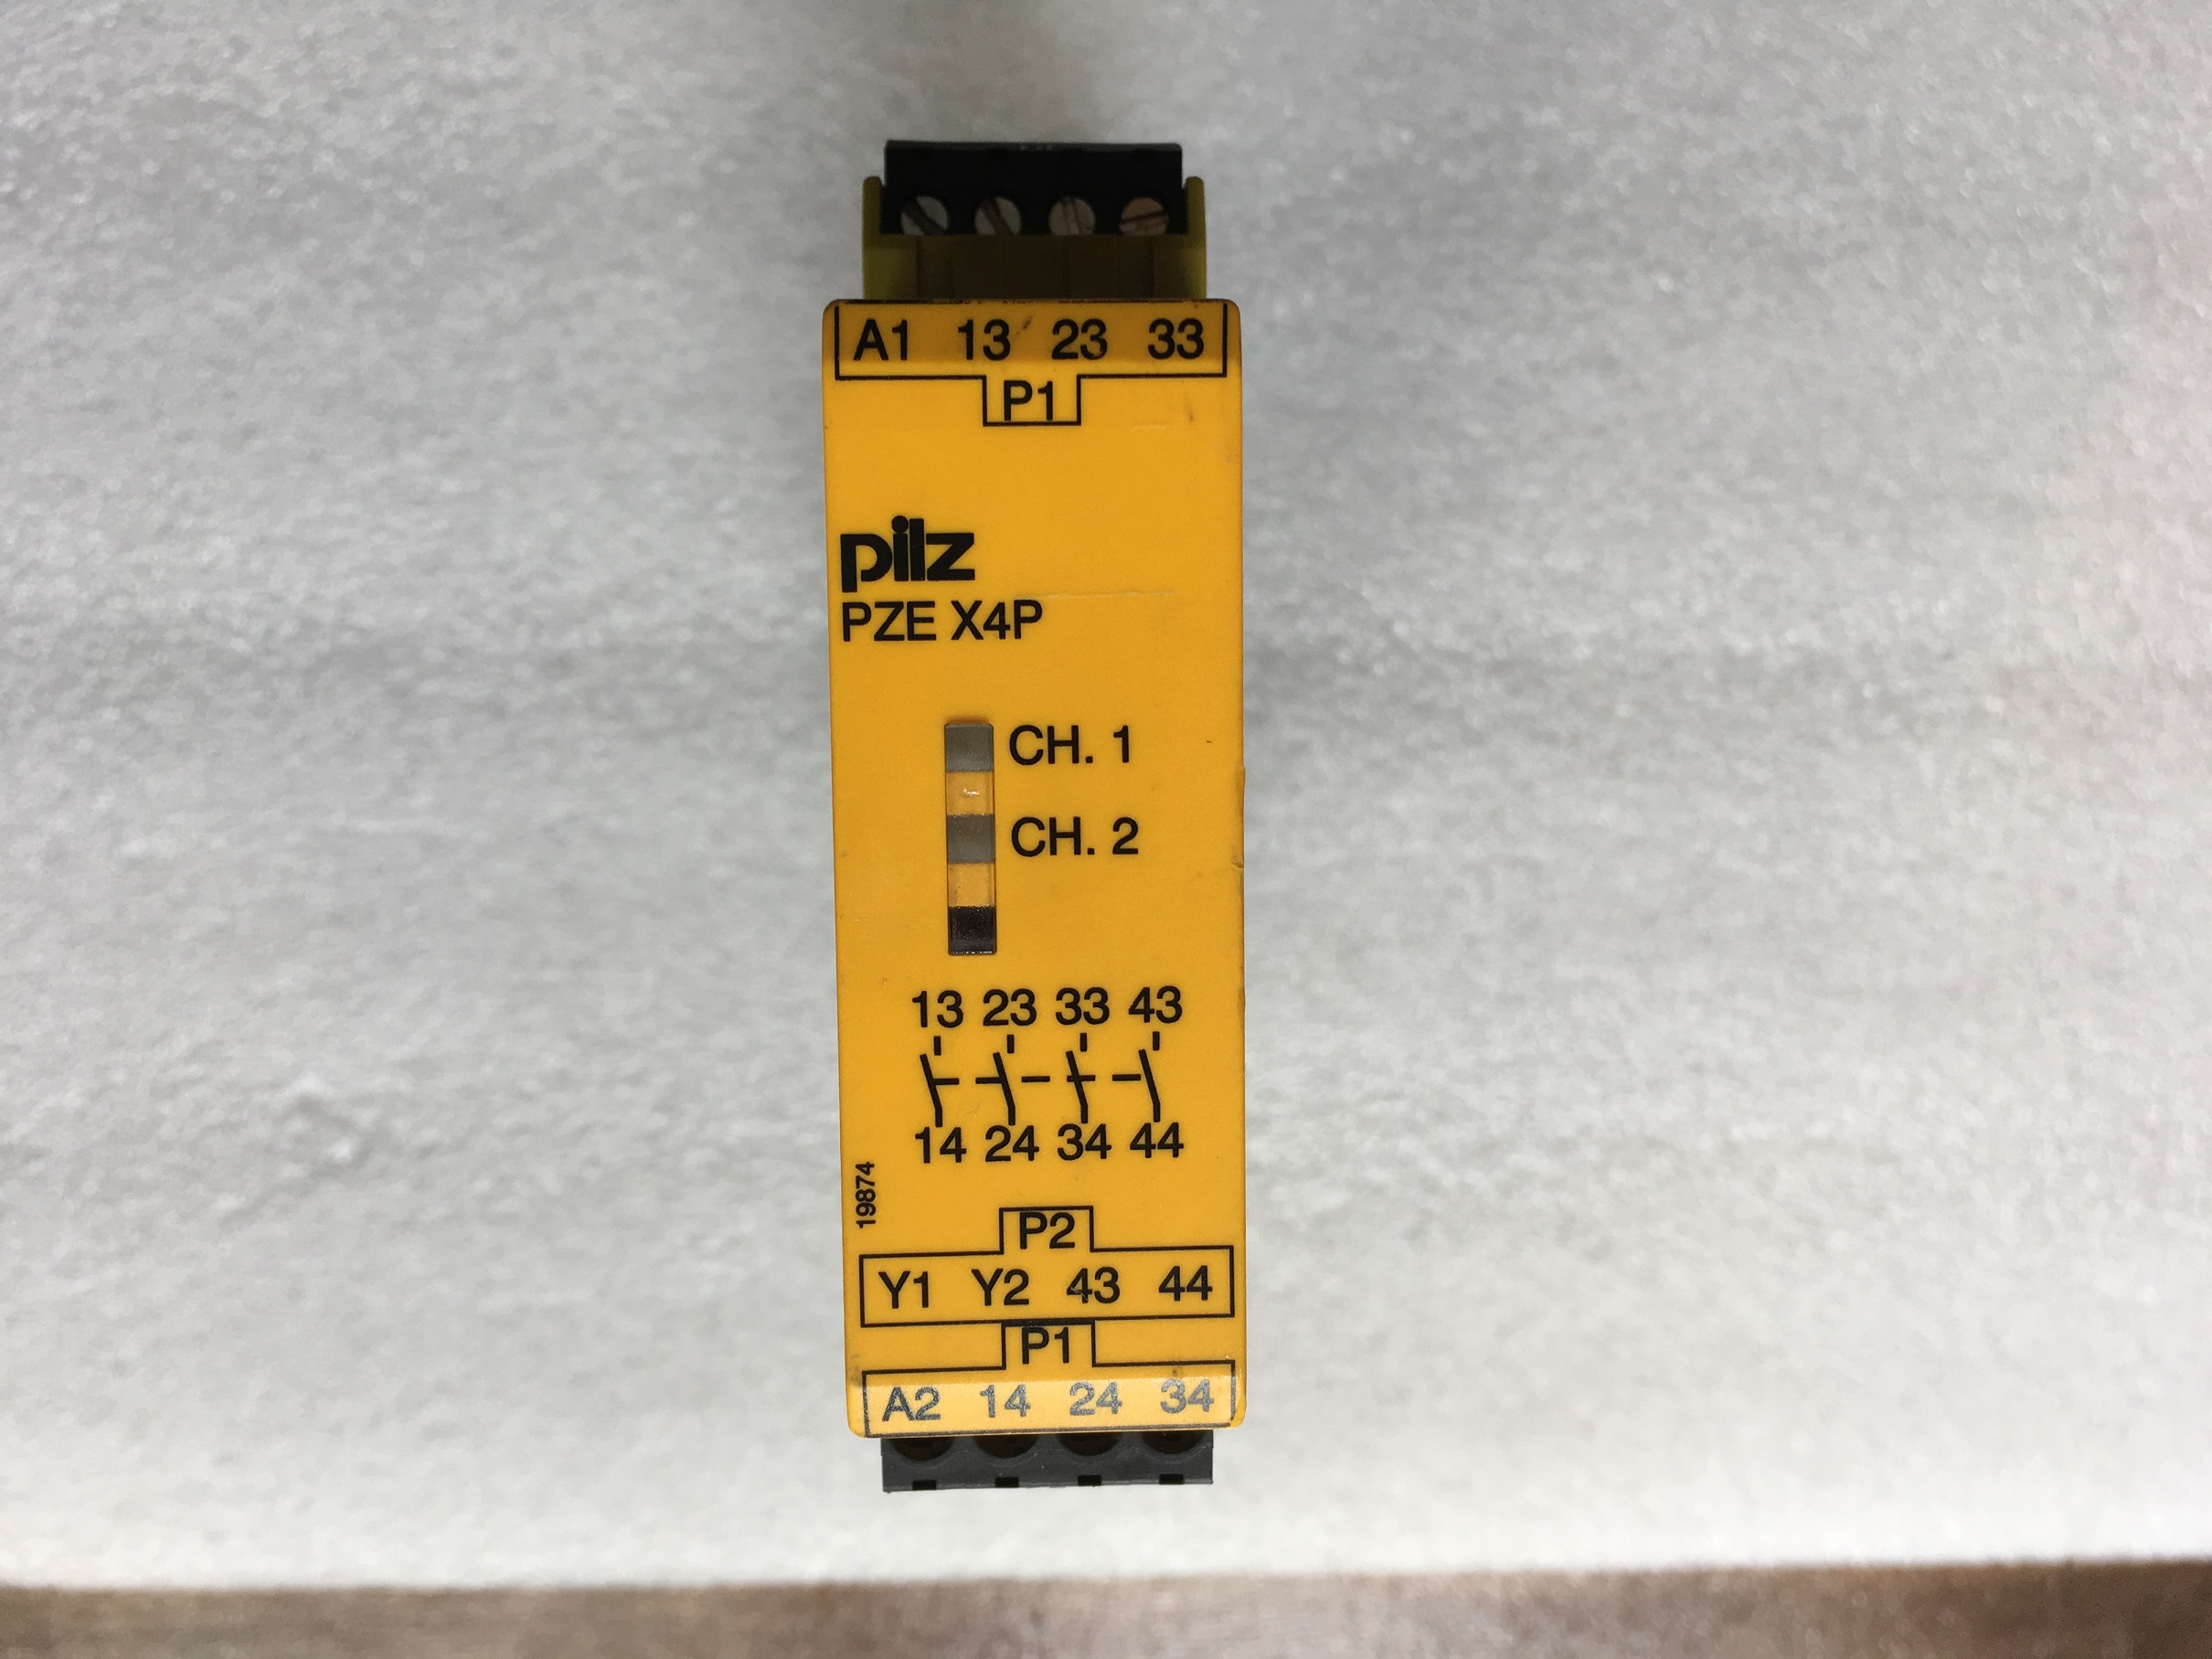 A1 13 23 33
P1
pilz
PZE X4P
CH. 1
CH. 2
13 23 33 43
14 24 34 44
19874
P2
Y1 Y2 43 44
P1
A2 14 24 34